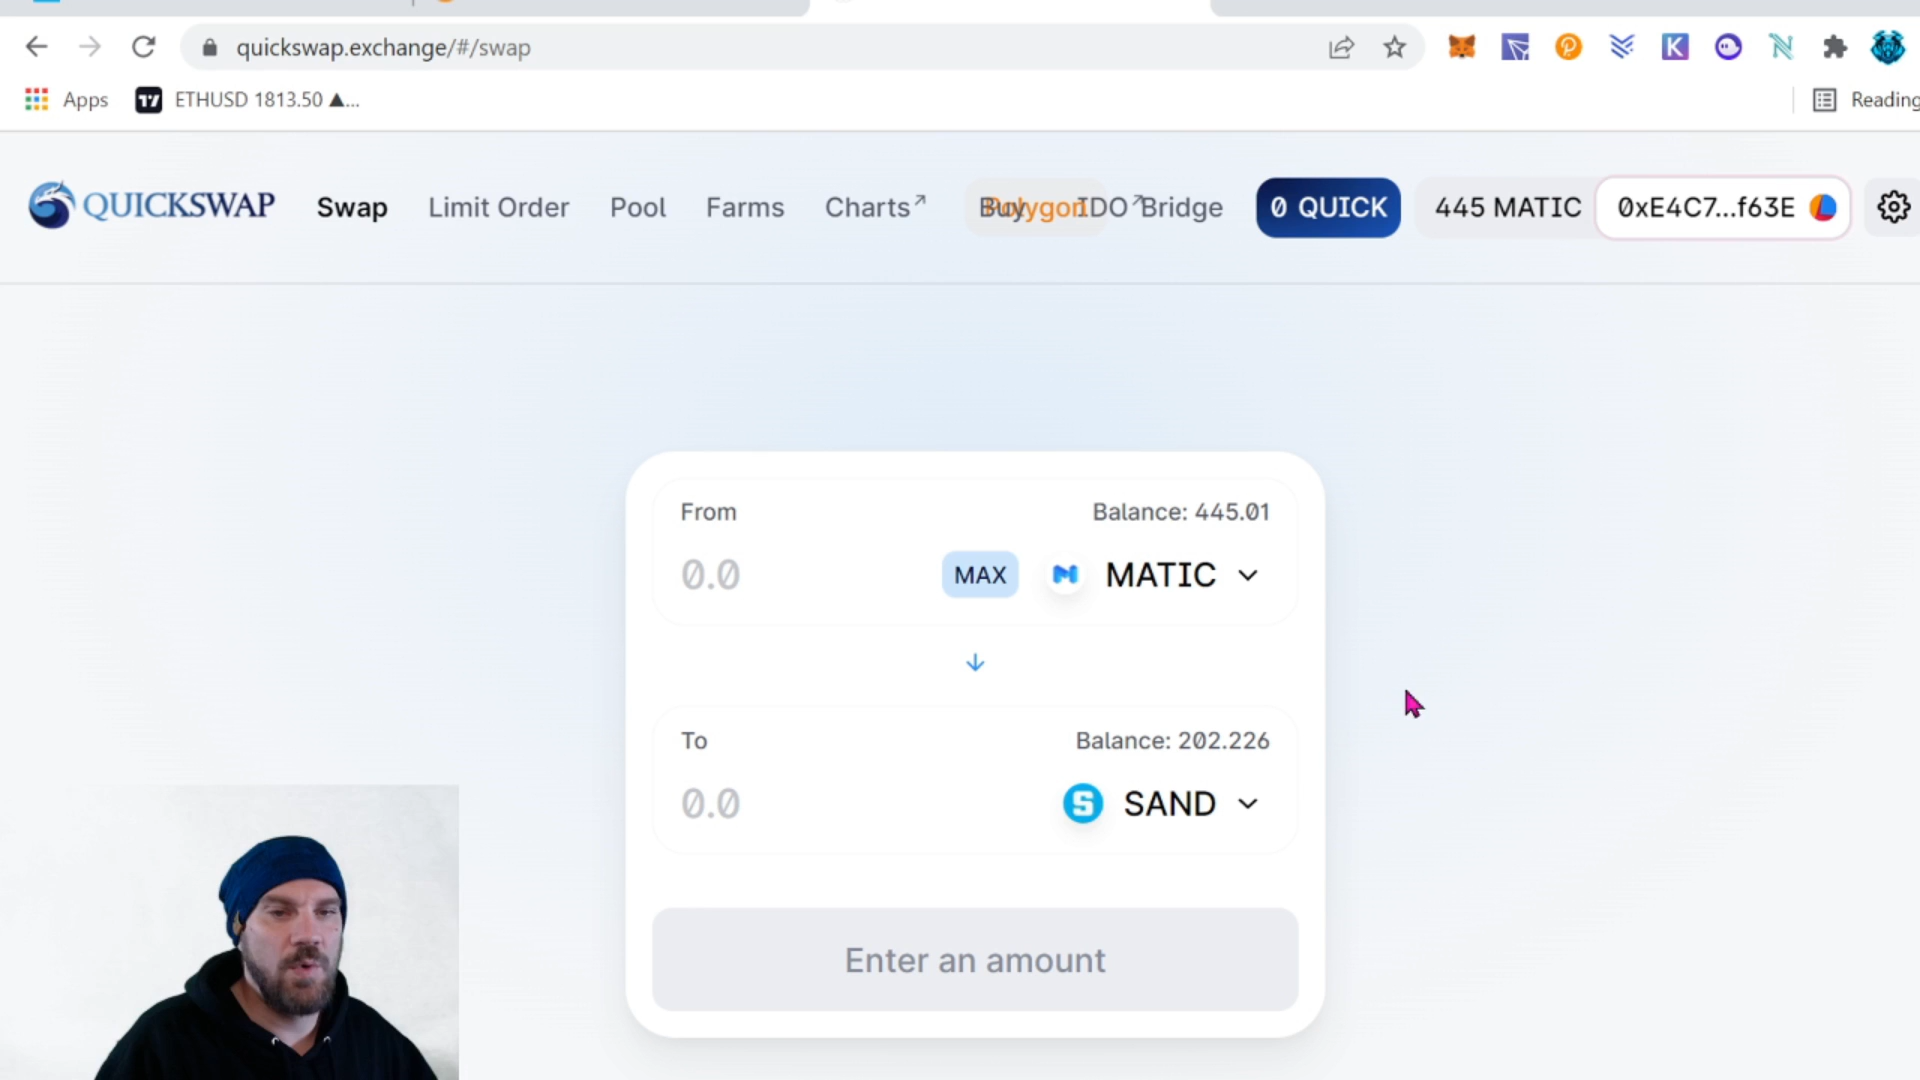 quickswap.exchange/#/swap
Apps
ETHUSD 1813.50 ▲...
Reading
QUICKSWAP
Swap
Limit Order
Pool
Farms
Charts↗
Buy
Polygon
IDO↗
Bridge
0 QUICK
445 MATIC
0xE4C7...f63E
From
Balance: 445.01
0.0
MAX
MATIC
To
Balance: 202.226
0.0
SAND
Enter an amount